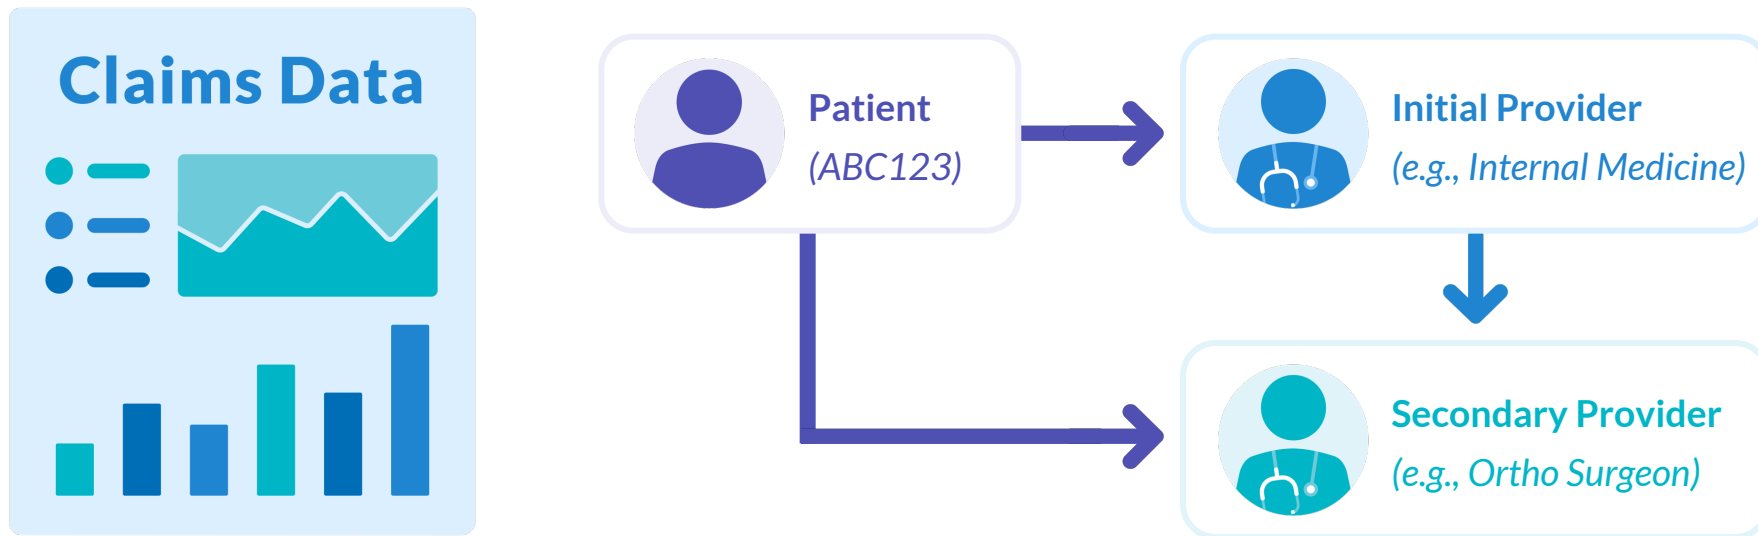 Claims Data
Patient
(ABC123)
Initial Provider
(e.g., Internal Medicine)
Secondary Provider
(e.g., Ortho Surgeon)